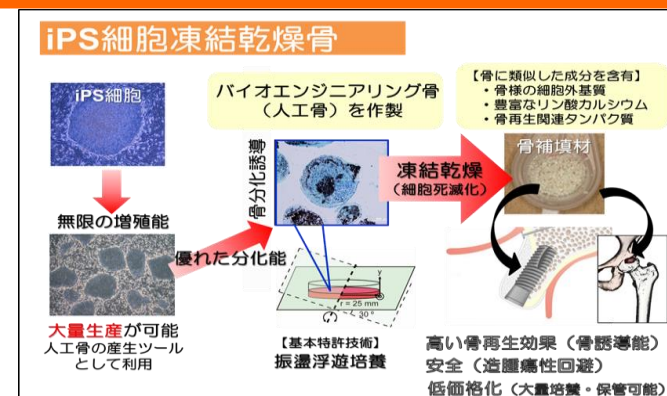 iPS細胞凍結乾燥骨
iPS細胞
無限の増殖能
大量生産が可能
人工骨の産生ツール
として利用
優れた分化能
バイオエンジニアリング骨
（人工骨）を作製
骨分化誘導
y
r = 25 mm
30 °
【基本特許技術】
振盪浮遊培養
凍結乾燥
（細胞死滅化）
【骨に類似した成分を含有】
・骨様の細胞外基質
・豊富なリン酸カルシウム
・骨再生関連タンパク質
骨補填材
高い骨再生効果（骨誘導能）
安全（造腫瘍性回避）
低価格化（大量培養・保管可能）